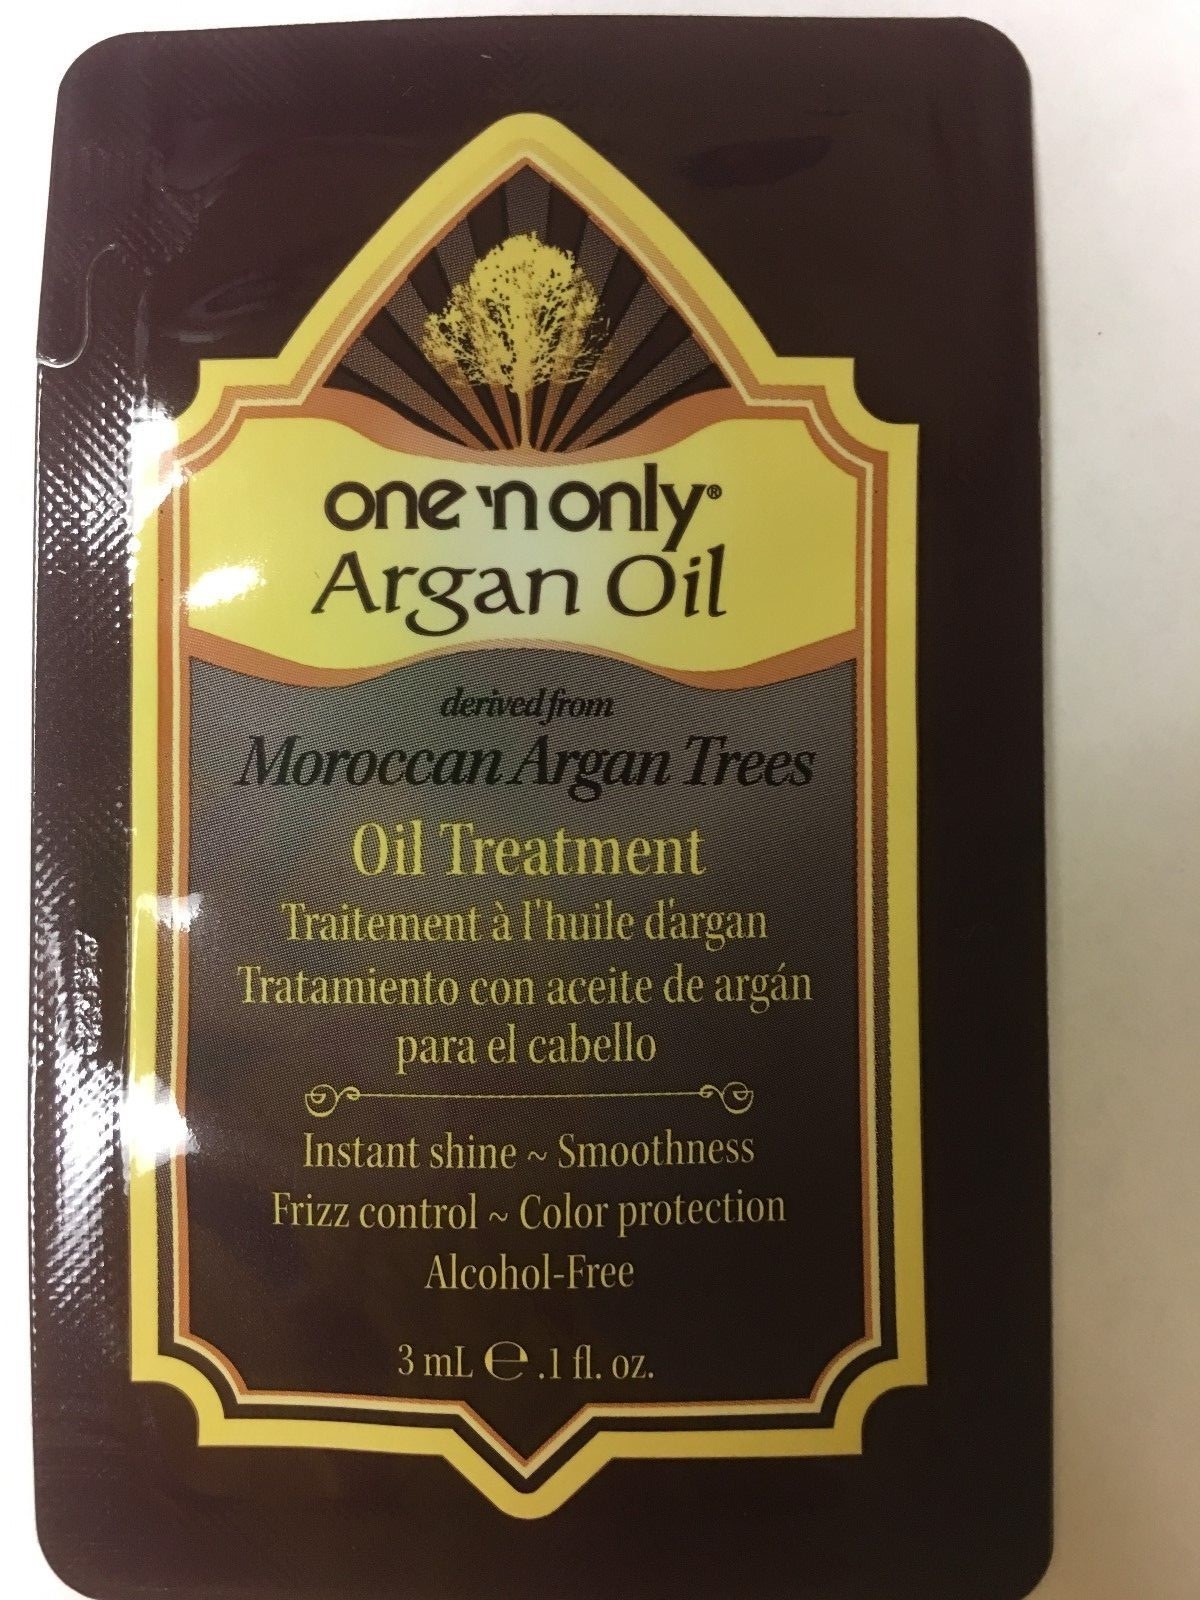 one 'n only®
Argan Oil
derived from
Moroccan Argan Trees
Oil Treatment
Traitement à l'huile d'argan
Tratamiento con aceite de argán
para el cabello
Instant shine ~ Smoothness
Frizz control ~ Color protection
Alcohol-Free
3 mL ℮ .1 fl. oz.